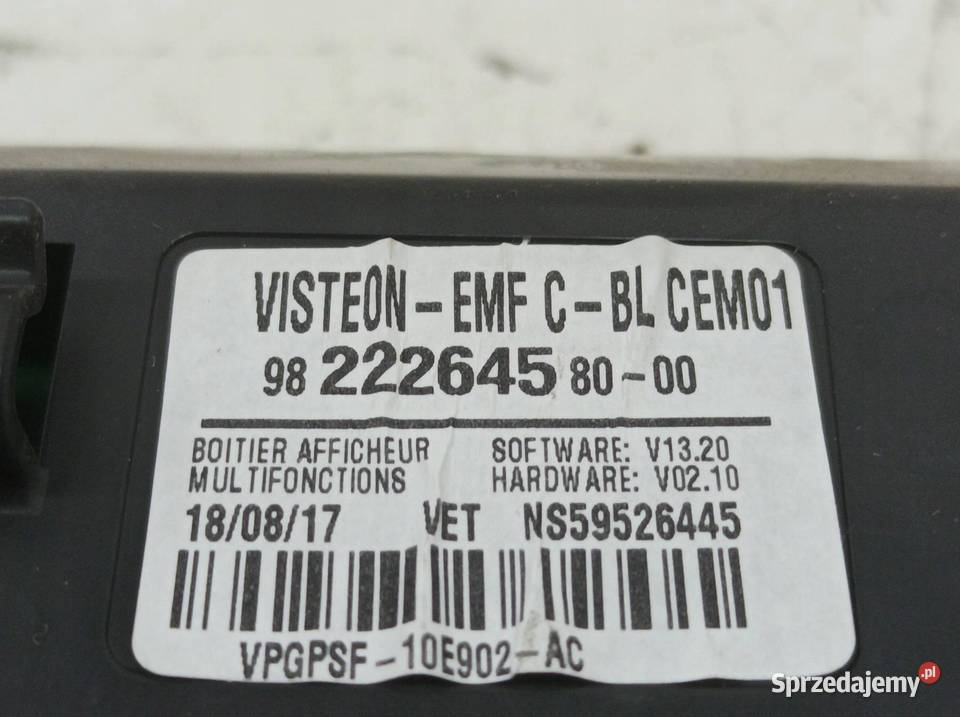 VISTEON-EMF C-BL CEM01
98 222645 80-00
BOITIER AFFICHEUR SOFTWARE: V13.20
MULTIFONCTIONS HARDWARE: V02.10
18/08/17 VET NS59526445
VPGPSF-10E902-AC
Sprzedajemy.pl